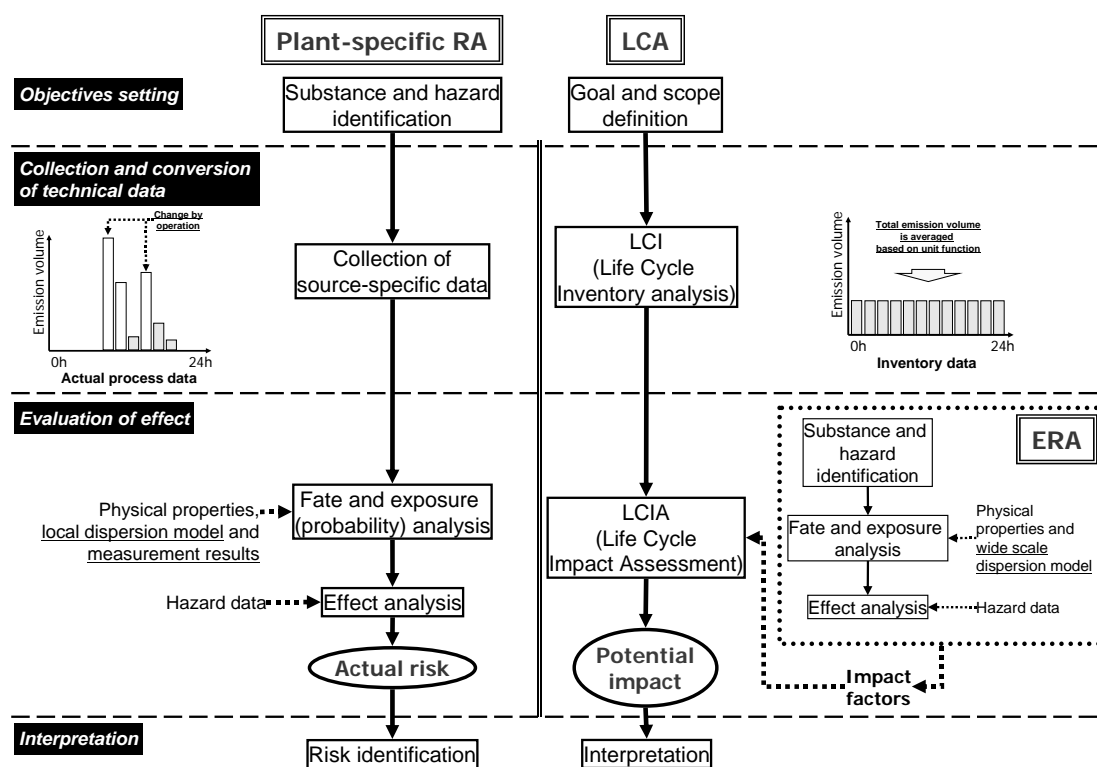 Plant-specific RA
LCA
Objectives setting
Substance and hazard
identification
Goal and scope
definition
Collection and conversion
of technical data
Change by
operation
Emission volume
0h
24h
Actual process data
Collection of
source-specific data
LCI
(Life Cycle
Inventory analysis)
Total emission volume
is averaged
based on unit function
Emission volume
0h
24h
Inventory data
Evaluation of effect
Physical properties,
local dispersion model and
measurement results
Fate and exposure
(probability) analysis
Hazard data
Effect analysis
Actual risk
LCIA
(Life Cycle
Impact Assessment)
Potential
impact
ERA
Substance and
hazard
identification
Fate and exposure
analysis
Physical
properties and
wide scale
dispersion model
Effect analysis
Hazard data
Impact
factors
Interpretation
Risk identification
Interpretation